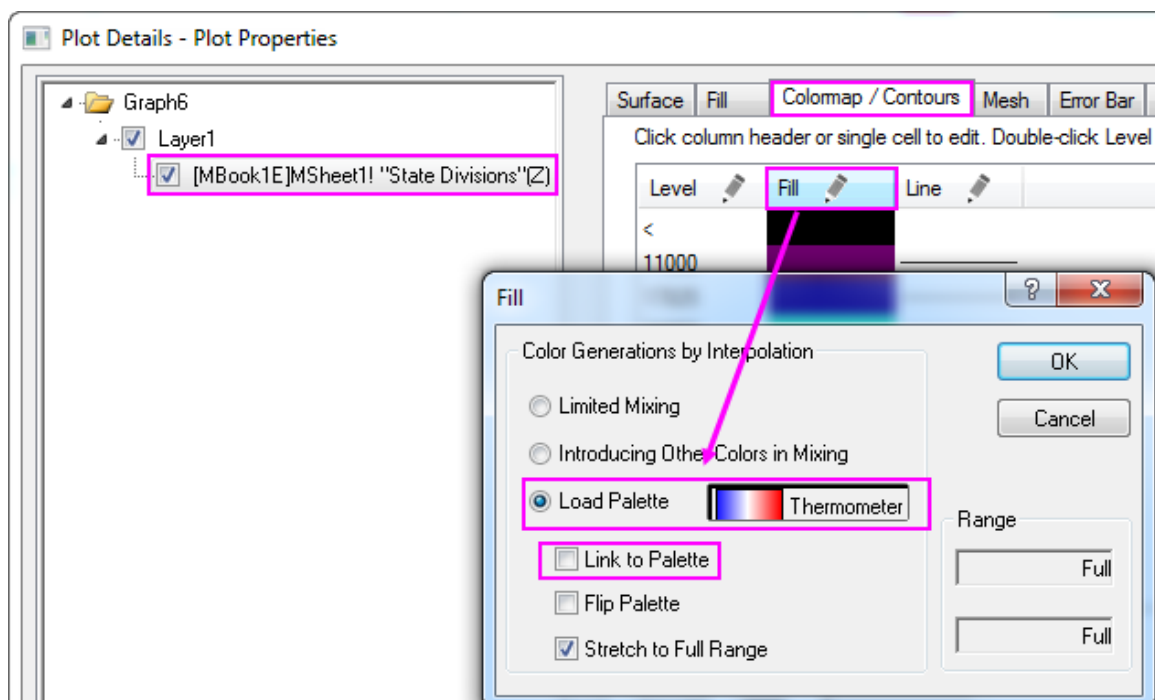 Plot Details - Plot Properties
Graph6
Layer1
[MBook1E]MSheet1! "State Divisions"(Z)
Surface Fill Colormap / Contours Mesh Error Bar
Click column header or single cell to edit. Double-click Level
Level Fill Line
<
11000
Fill
Color Generations by Interpolation
OK
Limited Mixing
Cancel
Introducing Other Colors in Mixing
Load Palette Thermometer
Range
Link to Palette
Full
Flip Palette
Full
Stretch to Full Range